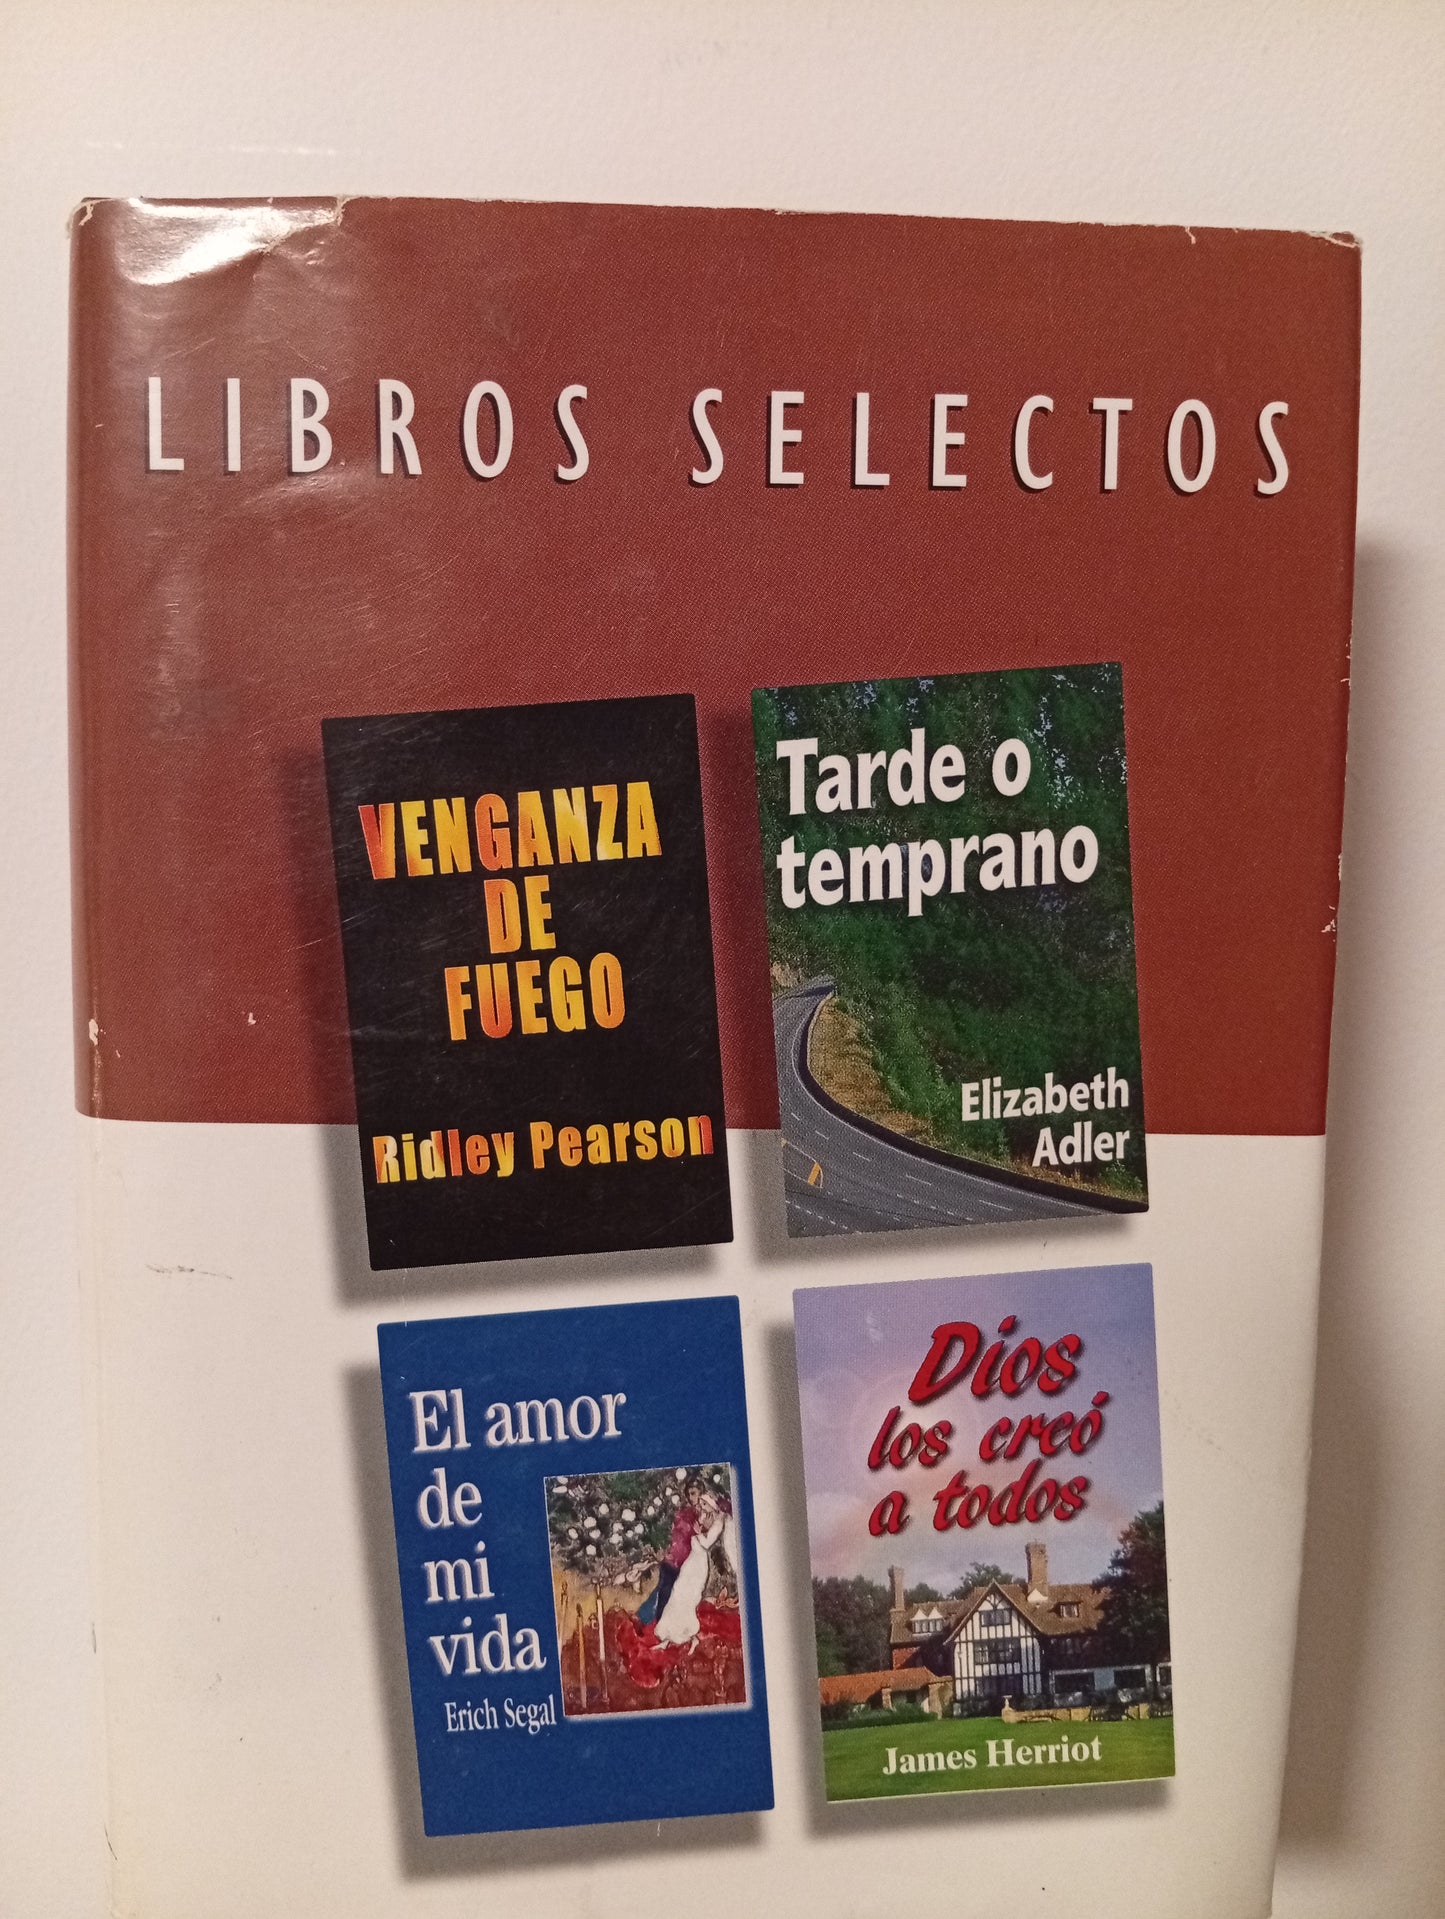 LIBROS SELECTOS
VENGANZA
DE
FUEGO
Ridley Pearson
Tarde o
temprano
Elizabeth
Adler
El amor
de
mi
vida
Erich Segal
Dios
los creó
a todos
James Herriot